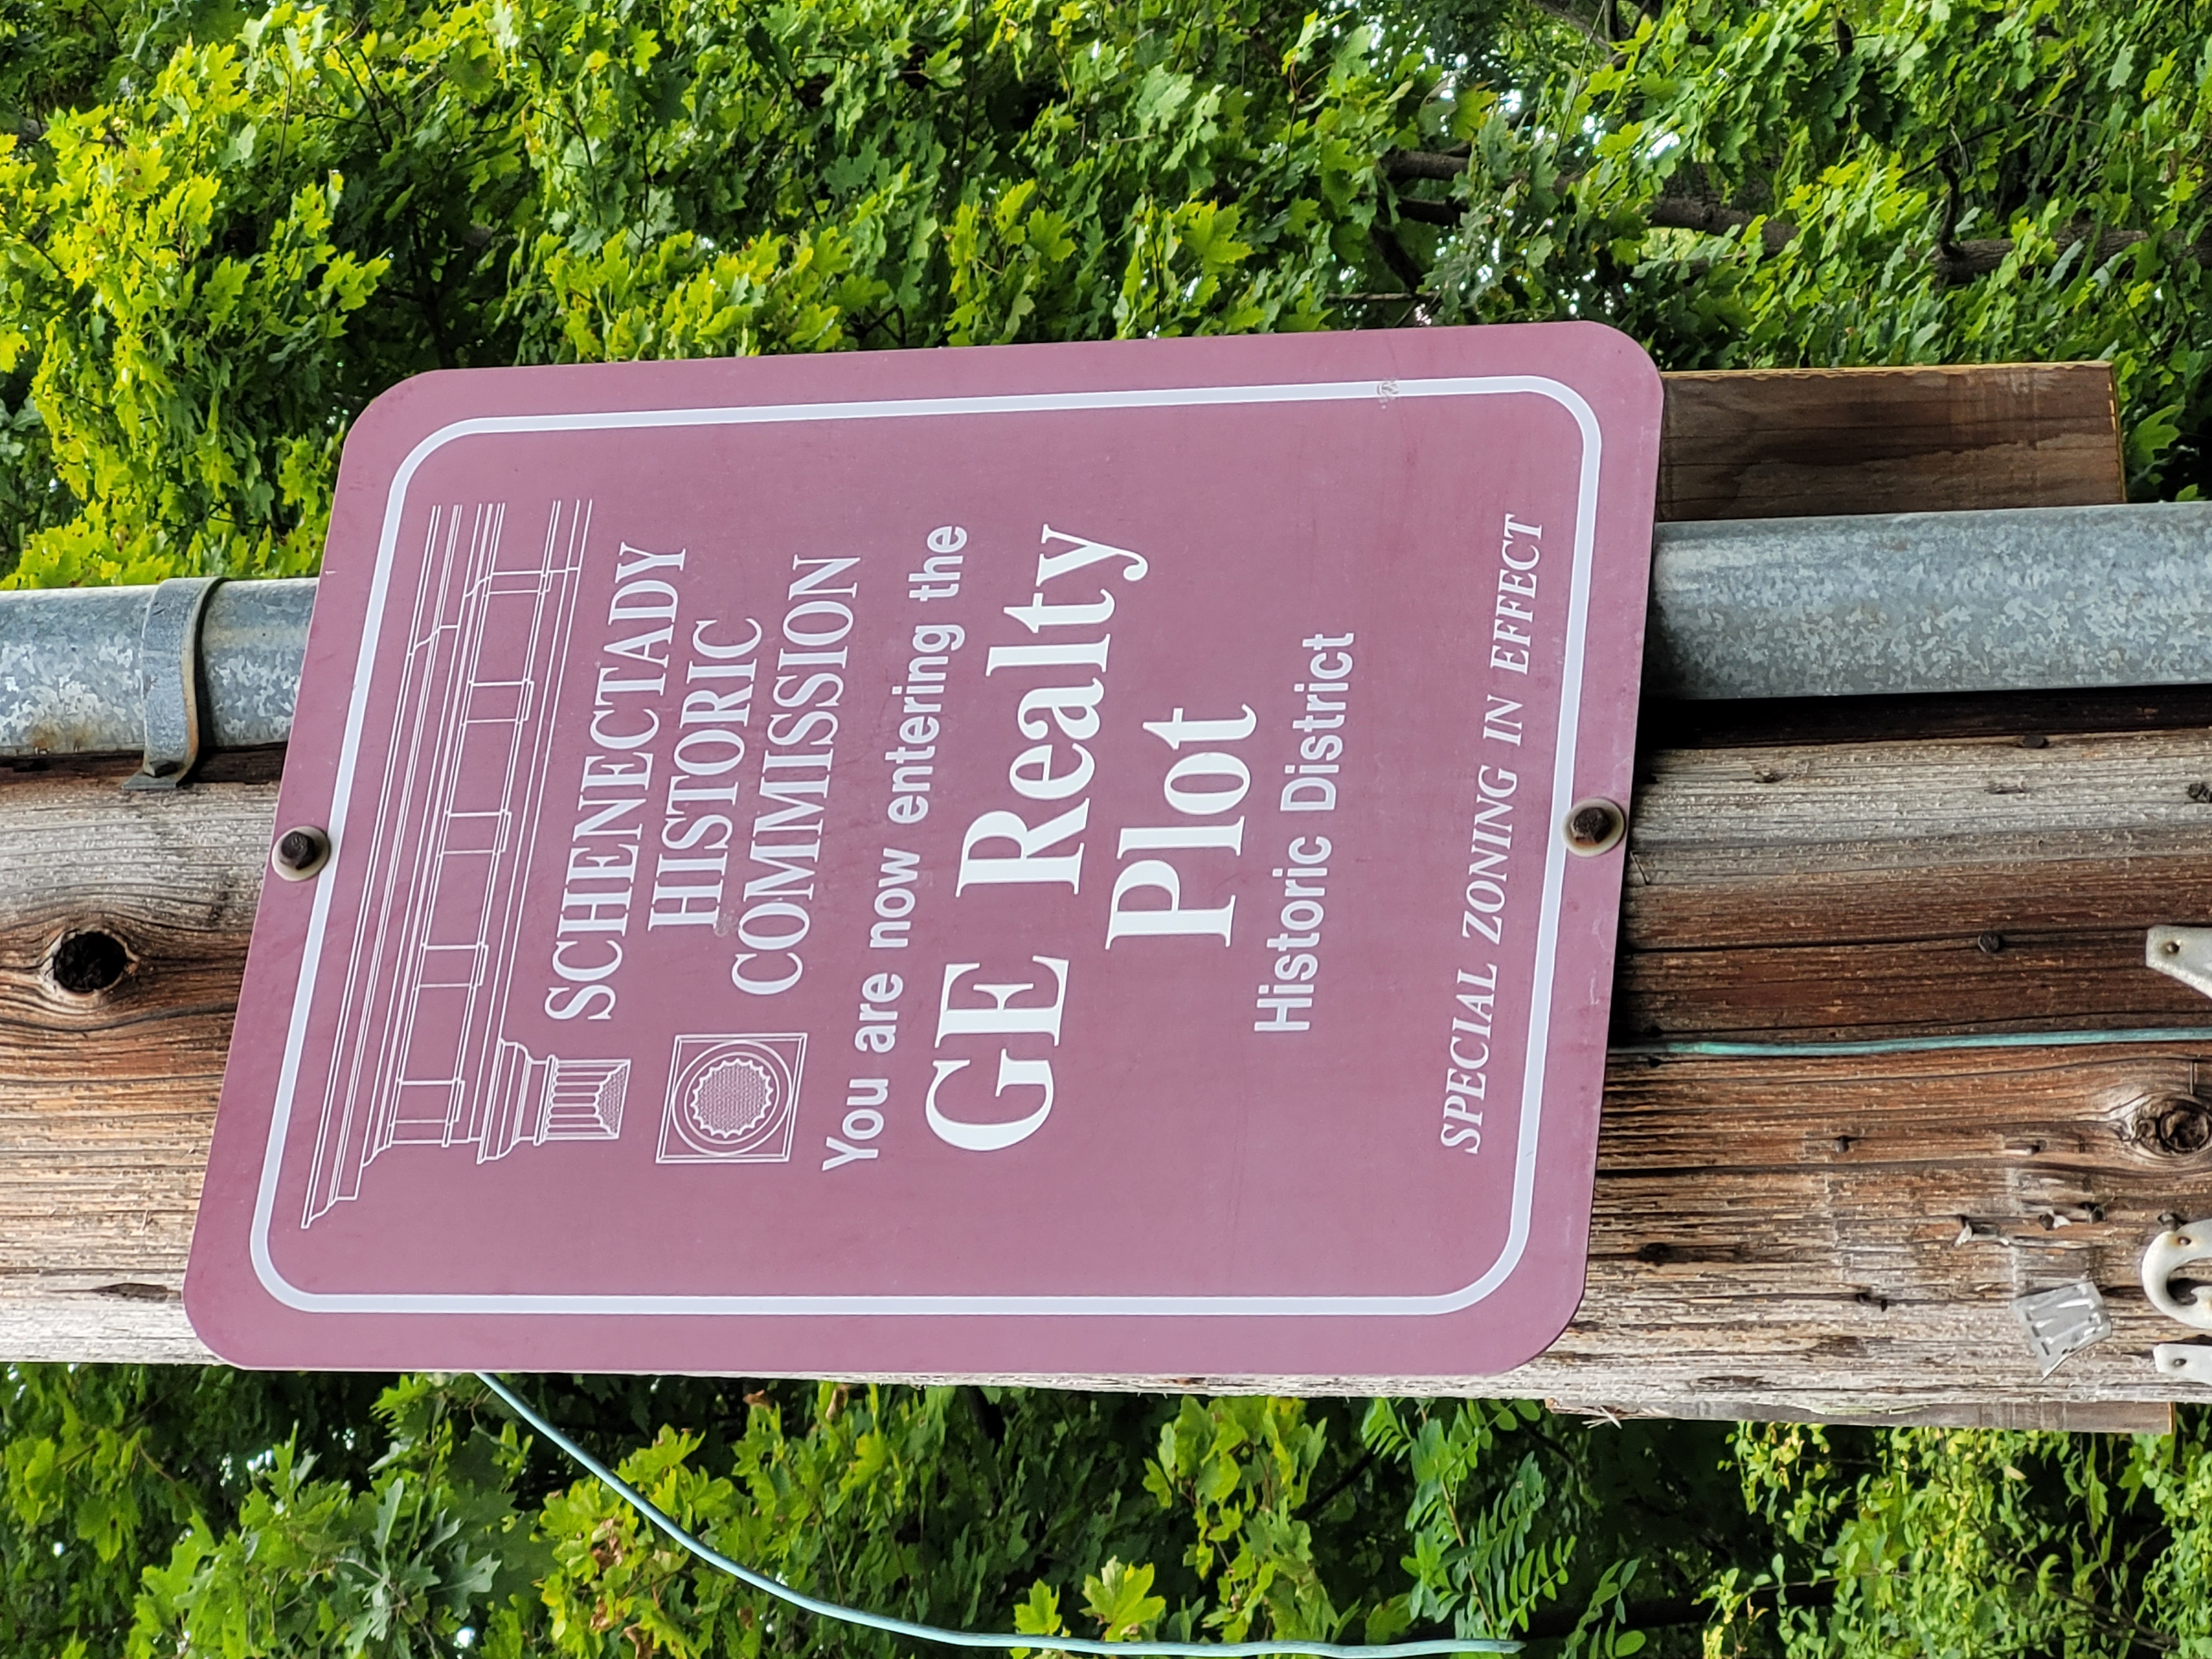 SCHENECTADY
HISTORIC
COMMISSION
You are now entering the
GE Realty
Plot
Historic District
SPECIAL ZONING IN EFFECT